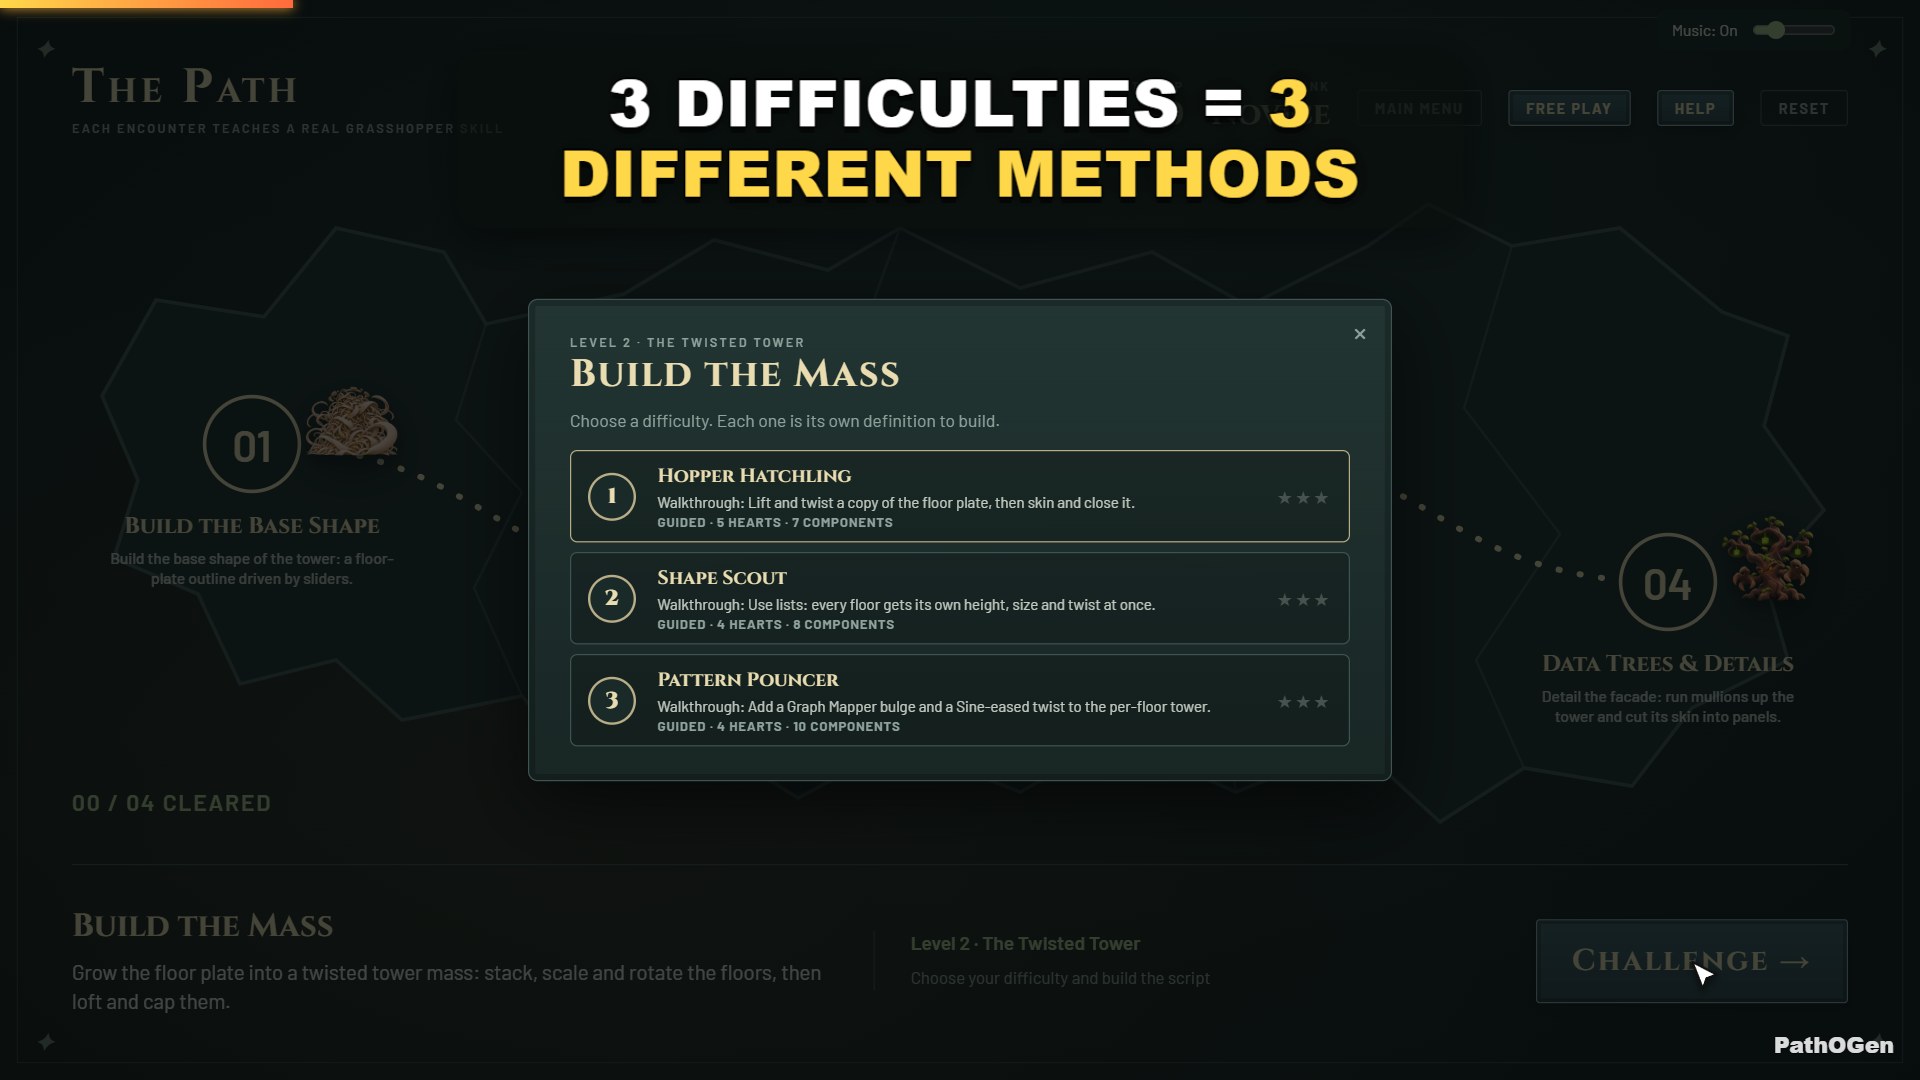 Music: On
THE PATH
EACH ENCOUNTER TEACHES A REAL GRASSHOPPER SKILL
3 DIFFICULTIES = 3
DIFFERENT METHODS
MAIN MENU
FREE PLAY
HELP
RESET
LEVEL 2 · THE TWISTED TOWER
BUILD THE MASS
×
Choose a difficulty. Each one is its own definition to build.
1
HOPPER HATCHLING
Walkthrough: Lift and twist a copy of the floor plate, then skin and close it.
GUIDED · 5 HEARTS · 7 COMPONENTS
2
SHAPE SCOUT
Walkthrough: Use lists: every floor gets its own height, size and twist at once.
GUIDED · 4 HEARTS · 8 COMPONENTS
3
PATTERN POUNCER
Walkthrough: Add a Graph Mapper bulge and a Sine-eased twist to the per-floor tower.
GUIDED · 4 HEARTS · 10 COMPONENTS
01
BUILD THE BASE SHAPE
Build the base shape of the tower: a floor-
plate outline driven by sliders.
04
DATA TREES & DETAILS
Detail the facade: run mullions up the
tower and cut its skin into panels.
00 / 04 CLEARED
BUILD THE MASS
Grow the floor plate into a twisted tower mass: stack, scale and rotate the floors, then
loft and cap them.
Level 2 · The Twisted Tower
Choose your difficulty and build the script
CHALLENGE →
PathOGen